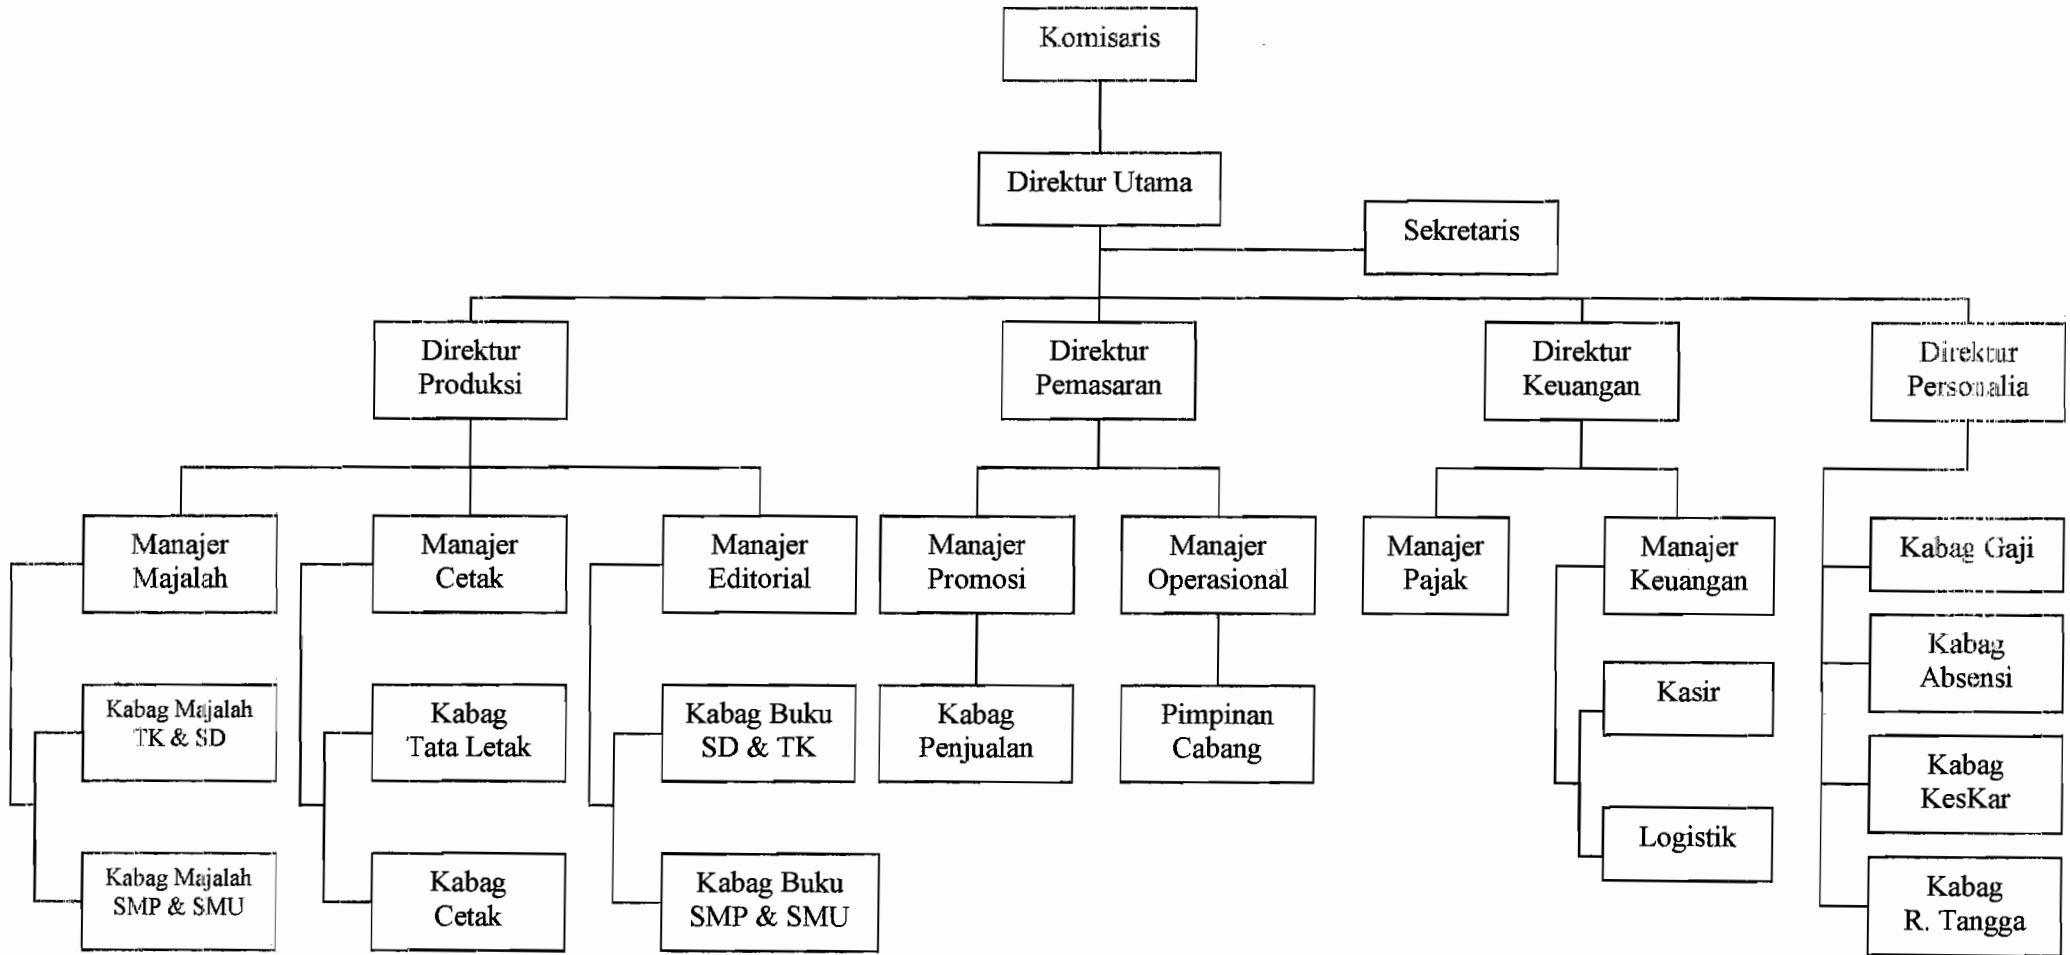 Komisaris
Direktur Utama
Sekretaris
Direktur
Produksi
Direktur
Pemasaran
Direktur
Keuangan
Direktur
Personalia
Manajer
Majalah
Manajer
Cetak
Manajer
Editorial
Manajer
Promosi
Manajer
Operasional
Manajer
Pajak
Manajer
Keuangan
Kabag Gaji
Kabag
Absensi
Kabag
KesKar
Kabag
R. Tangga
Kabag Majalah
TK & SD
Kabag
Tata Letak
Kabag Buku
SD & TK
Kabag
Penjualan
Pimpinan
Cabang
Kasir
Logistik
Kabag Majalah
SMP & SMU
Kabag
Cetak
Kabag Buku
SMP & SMU